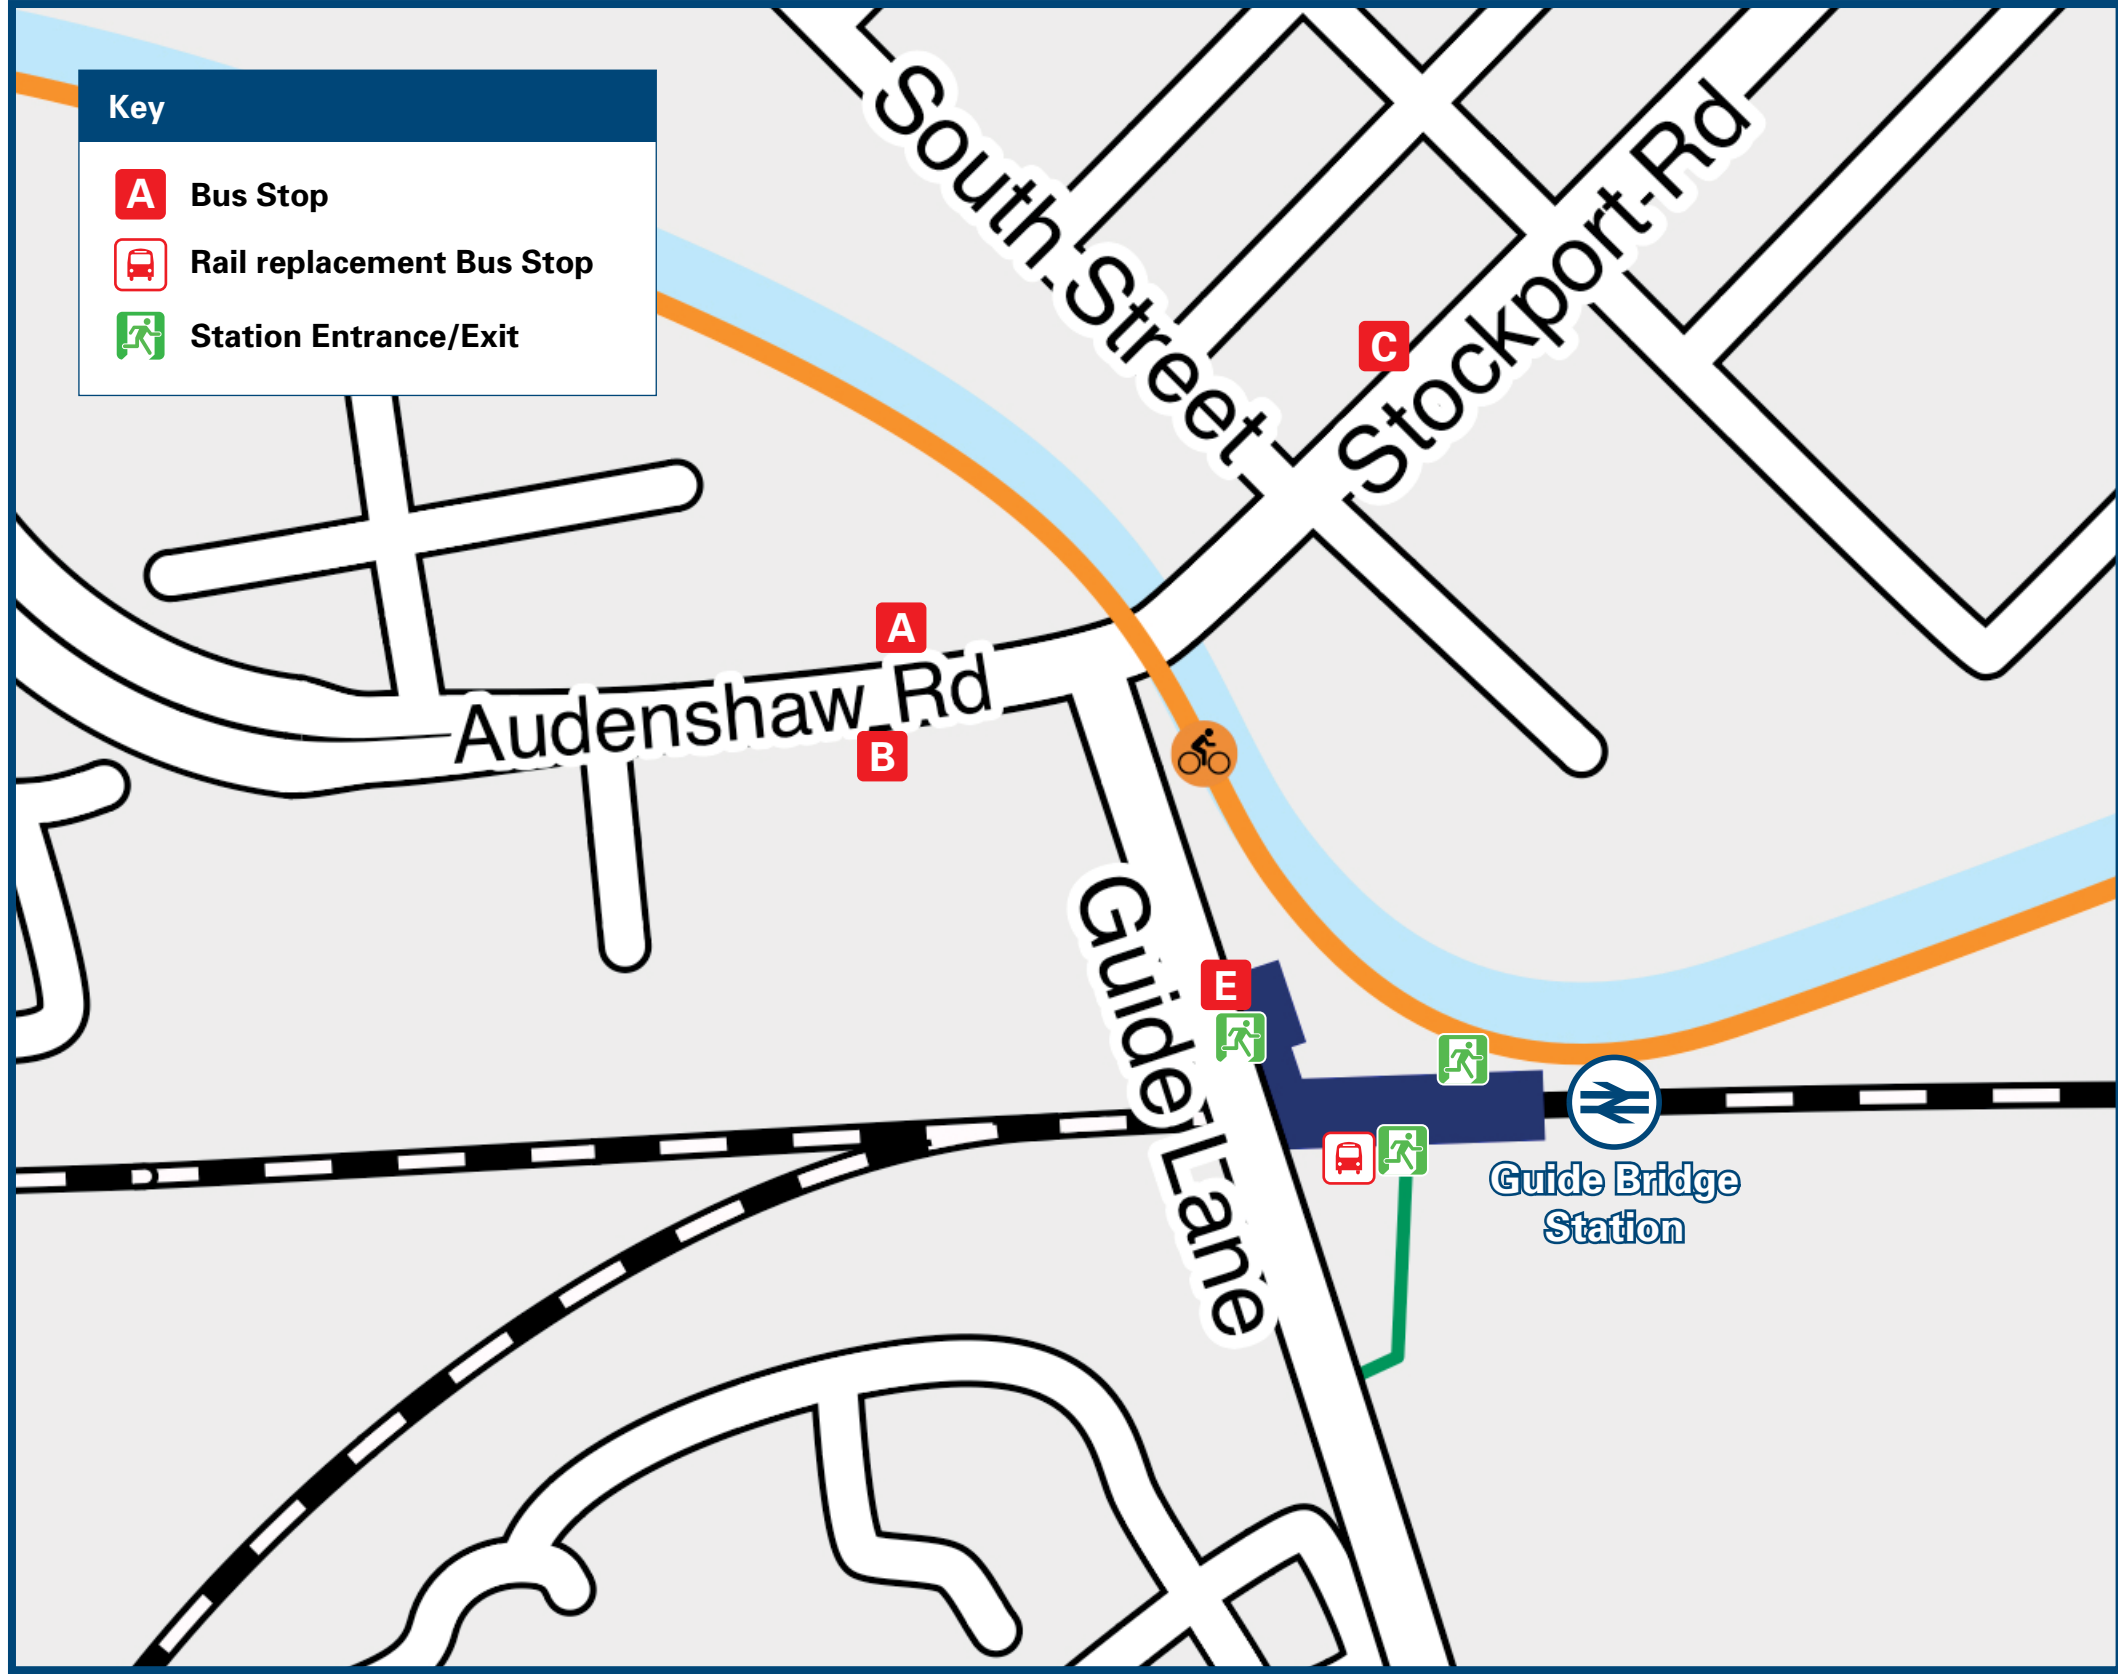 Key
A Bus Stop
Rail replacement Bus Stop
Station Entrance/Exit
South Street
Stockport Rd
C
A
Audenshaw Rd
B
Guide Lane
E
Guide Bridge
Station